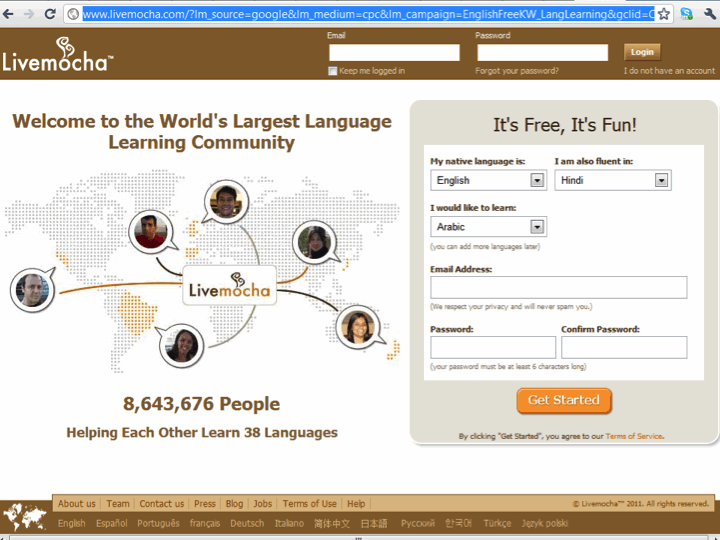 www.livemocha.com/?lm_source=google&lm_medium=cpc&lm_campaign=EnglishFreeKW_LangLearning&gclid=
Livemocha™
Email
Password
Login
Keep me logged in
Forgot your password?
I do not have an account
Welcome to the World's Largest Language
Learning Community
Livemocha
8,643,676 People
Helping Each Other Learn 38 Languages
It's Free, It's Fun!
My native language is:
I am also fluent in:
English
Hindi
I would like to learn:
Arabic
(you can add more languages later)
Email Address:
(We respect your privacy and will never spam you.)
Password:
Confirm Password:
(your password must be at least 6 characters long)
Get Started
By clicking "Get Started", you agree to our Terms of Service.
About us | Team | Contact us | Press | Blog | Jobs | Terms of Use | Help
© Livemocha™ 2011. All rights reserved.
English Español Português français Deutsch Italiano 简体中文 日本語 Русский 한국어 Türkçe Język polski